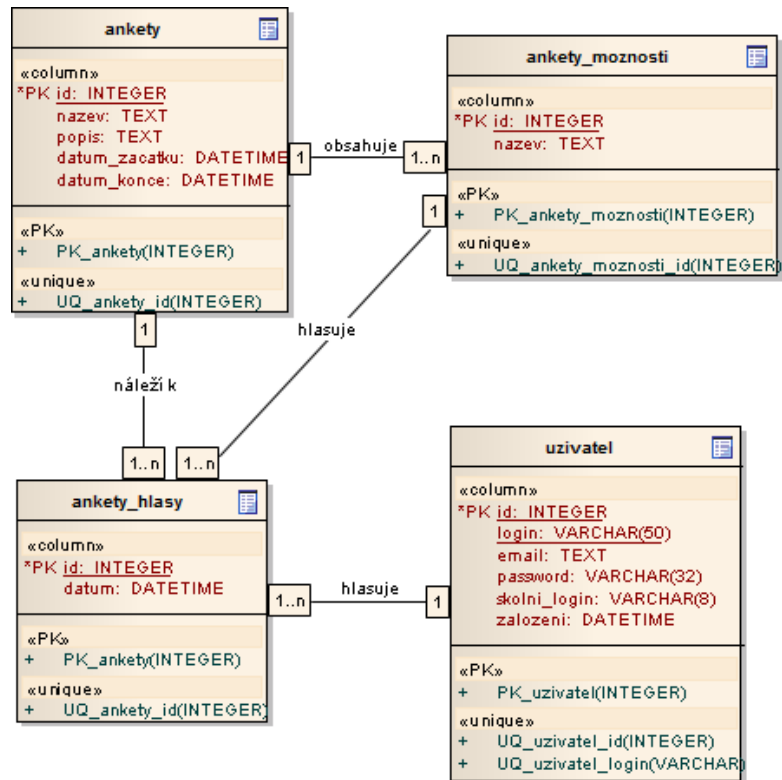 ankety
«column»
*PK id: INTEGER
nazev: TEXT
popis: TEXT
datum_zacatku: DATETIME
datum_konce: DATETIME
«PK»
+ PK_ankety(INTEGER)
«unique»
+ UQ_ankety_id(INTEGER)
1
obsahuje
1..n
ankety_moznosti
«column»
*PK id: INTEGER
nazev: TEXT
«PK»
+ PK_ankety_moznosti(INTEGER)
«unique»
+ UQ_ankety_moznosti_id(INTEGER)
1
hlasuje
1..n
1
náleží k
1..n
ankety_hlasy
«column»
*PK id: INTEGER
datum: DATETIME
«PK»
+ PK_ankety(INTEGER)
«unique»
+ UQ_ankety_id(INTEGER)
1..n
hlasuje
1
uzivatel
«column»
*PK id: INTEGER
login: VARCHAR(50)
email: TEXT
password: VARCHAR(32)
skolni_login: VARCHAR(8)
zalozeni: DATETIME
«PK»
+ PK_uzivatel(INTEGER)
«unique»
+ UQ_uzivatel_id(INTEGER)
+ UQ_uzivatel_login(VARCHAR)